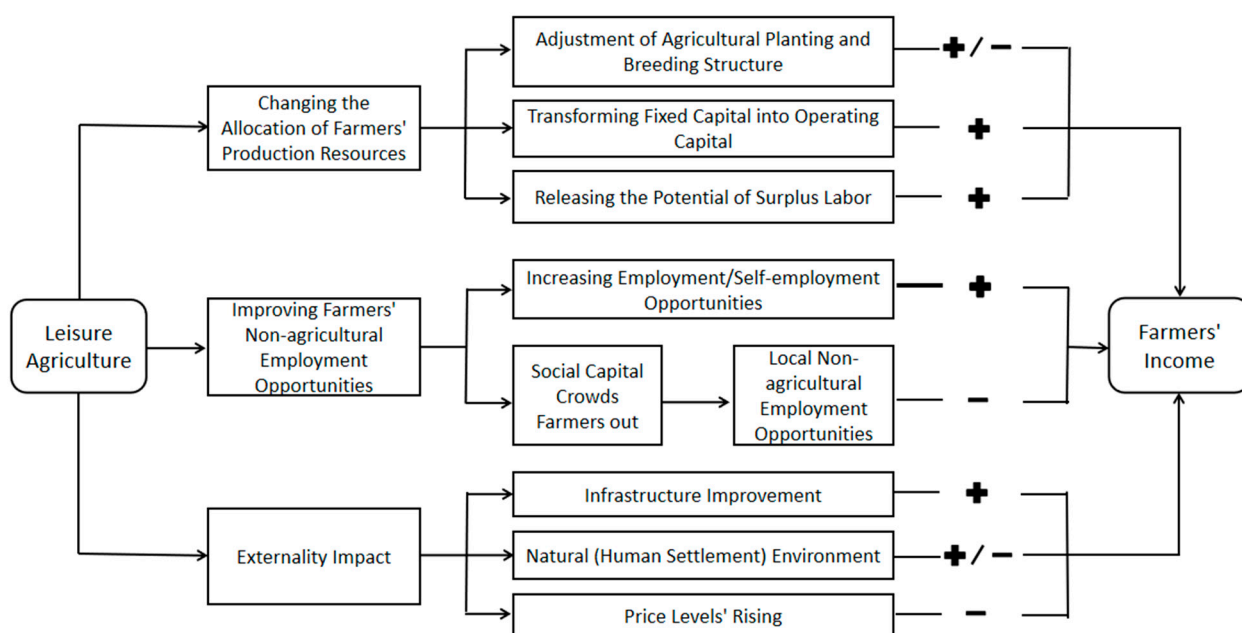 Adjustment of Agricultural Planting and
Breeding Structure
+ / −
Changing the
Allocation of Farmers'
Production Resources
Transforming Fixed Capital into Operating
Capital
+
Releasing the Potential of Surplus Labor
+
Leisure
Agriculture
Improving Farmers'
Non-agricultural
Employment
Opportunities
Increasing Employment/Self-employment
Opportunities
+
Social Capital
Crowds
Farmers out
Local Non-
agricultural
Employment
Opportunities
−
Farmers'
Income
Externality Impact
Infrastructure Improvement
+
Natural (Human Settlement) Environment
+ / −
Price Levels' Rising
−